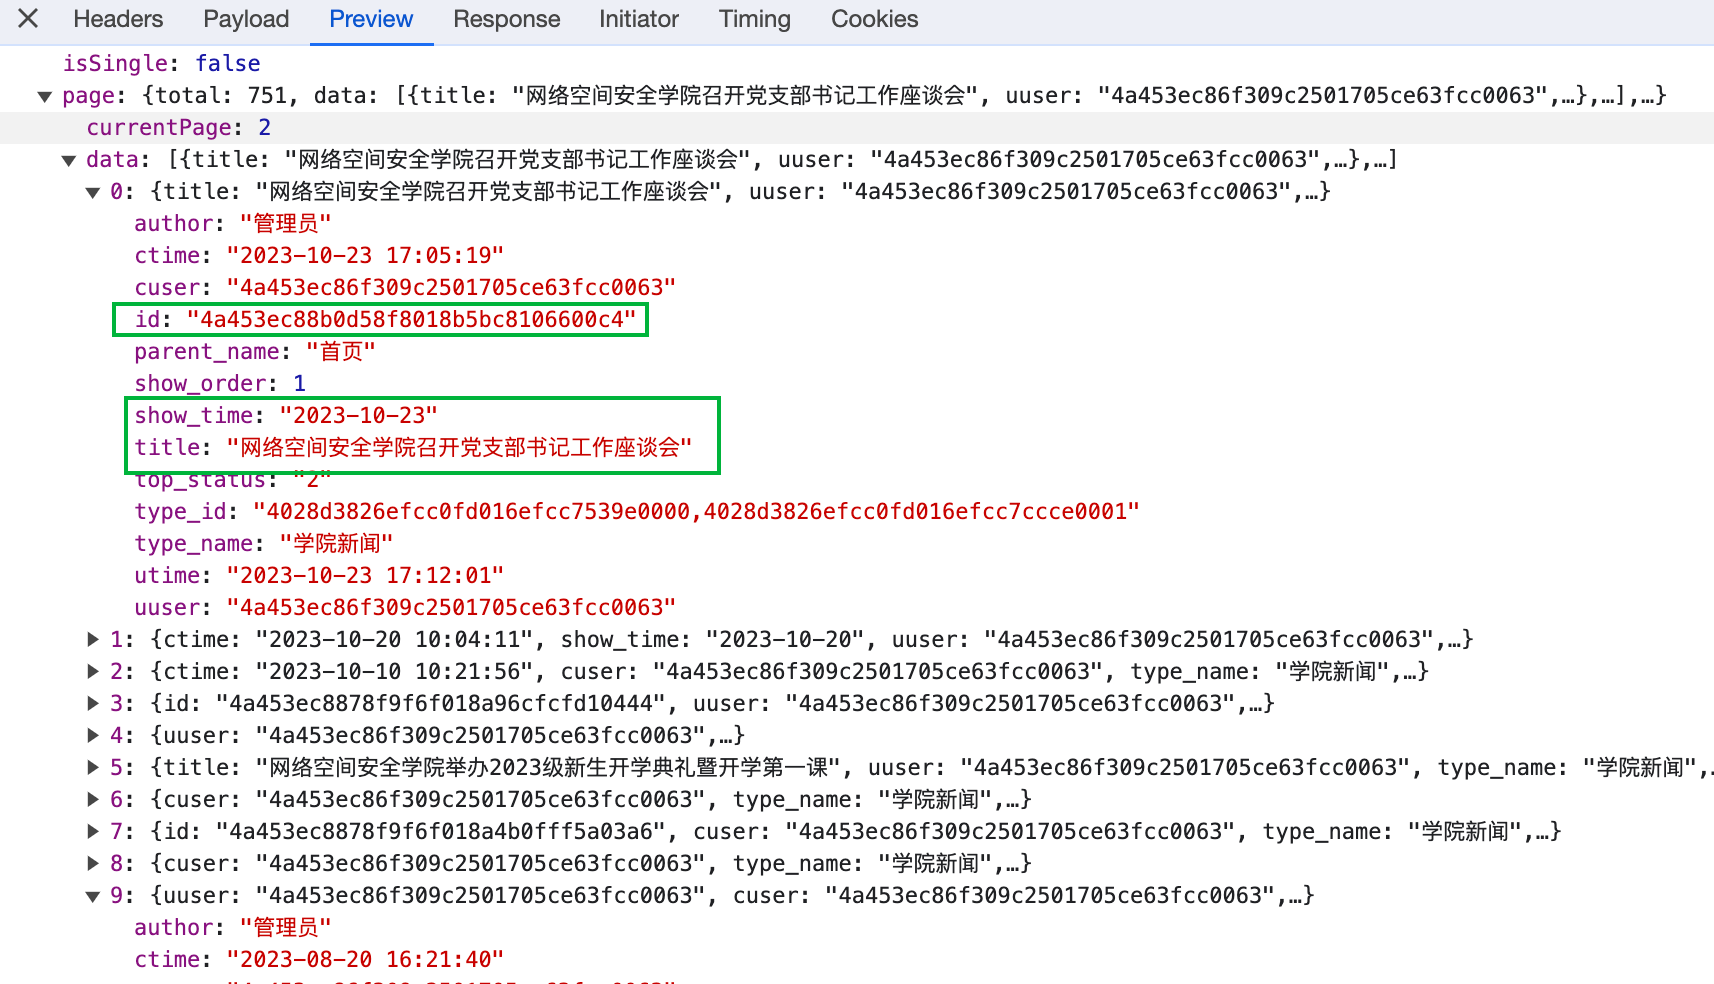 Headers Payload Preview Response Initiator Timing Cookies
isSingle: false
page: {total: 751, data: [{title: "网络空间安全学院召开党支部书记工作座谈会", uuser: "4a453ec86f309c2501705ce63fcc0063",…},…],…}
currentPage: 2
data: [{title: "网络空间安全学院召开党支部书记工作座谈会", uuser: "4a453ec86f309c2501705ce63fcc0063",…},…]
0: {title: "网络空间安全学院召开党支部书记工作座谈会", uuser: "4a453ec86f309c2501705ce63fcc0063",…}
author: "管理员"
ctime: "2023-10-23 17:05:19"
cuser: "4a453ec86f309c2501705ce63fcc0063"
id: "4a453ec88b0d58f8018b5bc8106600c4"
parent_name: "首页"
show_order: 1
show_time: "2023-10-23"
title: "网络空间安全学院召开党支部书记工作座谈会"
top_status: "2"
type_id: "4028d3826efcc0fd016efcc7539e0000,4028d3826efcc0fd016efcc7ccce0001"
type_name: "学院新闻"
utime: "2023-10-23 17:12:01"
uuser: "4a453ec86f309c2501705ce63fcc0063"
1: {ctime: "2023-10-20 10:04:11", show_time: "2023-10-20", uuser: "4a453ec86f309c2501705ce63fcc0063",…}
2: {ctime: "2023-10-10 10:21:56", cuser: "4a453ec86f309c2501705ce63fcc0063", type_name: "学院新闻",…}
3: {id: "4a453ec8878f9f6f018a96cfcfd10444", uuser: "4a453ec86f309c2501705ce63fcc0063",…}
4: {uuser: "4a453ec86f309c2501705ce63fcc0063",…}
5: {title: "网络空间安全学院举办2023级新生开学典礼暨开学第一课", uuser: "4a453ec86f309c2501705ce63fcc0063", type_name: "学院新闻",…
6: {cuser: "4a453ec86f309c2501705ce63fcc0063", type_name: "学院新闻",…}
7: {id: "4a453ec8878f9f6f018a4b0fff5a03a6", cuser: "4a453ec86f309c2501705ce63fcc0063", type_name: "学院新闻",…}
8: {cuser: "4a453ec86f309c2501705ce63fcc0063", type_name: "学院新闻",…}
9: {uuser: "4a453ec86f309c2501705ce63fcc0063", cuser: "4a453ec86f309c2501705ce63fcc0063",…}
author: "管理员"
ctime: "2023-08-20 16:21:40"